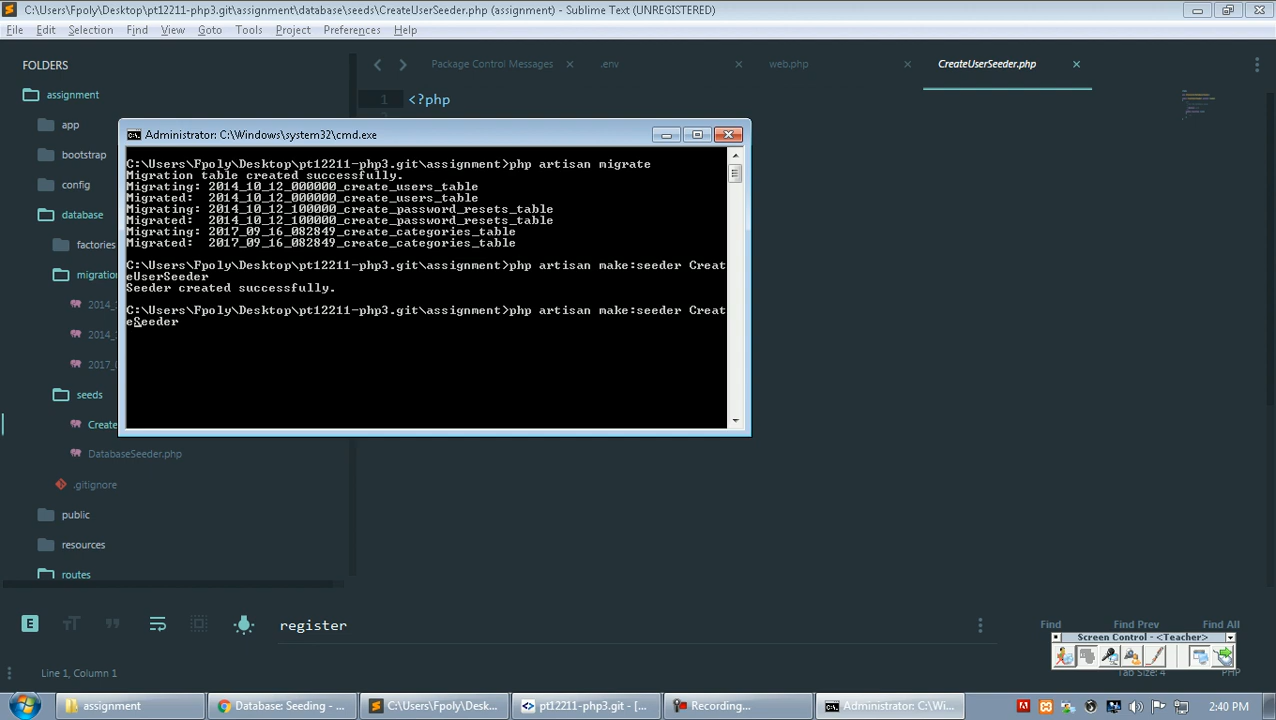 C:\Users\Fpoly\Desktop\pt12211-php3.git\assignment\database\seeds\CreateUserSeeder.php (assignment) - Sublime Text (UNREGISTERED)
File Edit Selection Find View Goto Tools Project Preferences Help
FOLDERS
assignment
app
bootstrap
config
database
factories
migration
2014_
2014_
2017_
seeds
Create
DatabaseSeeder.php
.gitignore
public
resources
routes
Package Control Messages
.env
web.php
CreateUserSeeder.php
1 <?php
Administrator: C:\Windows\system32\cmd.exe
C:\Users\Fpoly\Desktop\pt12211-php3.git\assignment>php artisan migrate
Migration table created successfully.
Migrating: 2014_10_12_000000_create_users_table
Migrated:  2014_10_12_000000_create_users_table
Migrating: 2014_10_12_100000_create_password_resets_table
Migrated:  2014_10_12_100000_create_password_resets_table
Migrating: 2017_09_16_082849_create_categories_table
Migrated:  2017_09_16_082849_create_categories_table
C:\Users\Fpoly\Desktop\pt12211-php3.git\assignment>php artisan make:seeder Creat
eUserSeeder
Seeder created successfully.
C:\Users\Fpoly\Desktop\pt12211-php3.git\assignment>php artisan make:seeder Creat
eSeeder
register
Find Find Prev Find All
Screen Control - <Teacher>
Line 1, Column 1
Tab Size: 4
PHP
assignment
Database: Seeding - ...
C:\Users\Fpoly\Desk...
pt12211-php3.git - [...
Recording...
Administrator: C:\Wi...
2:40 PM